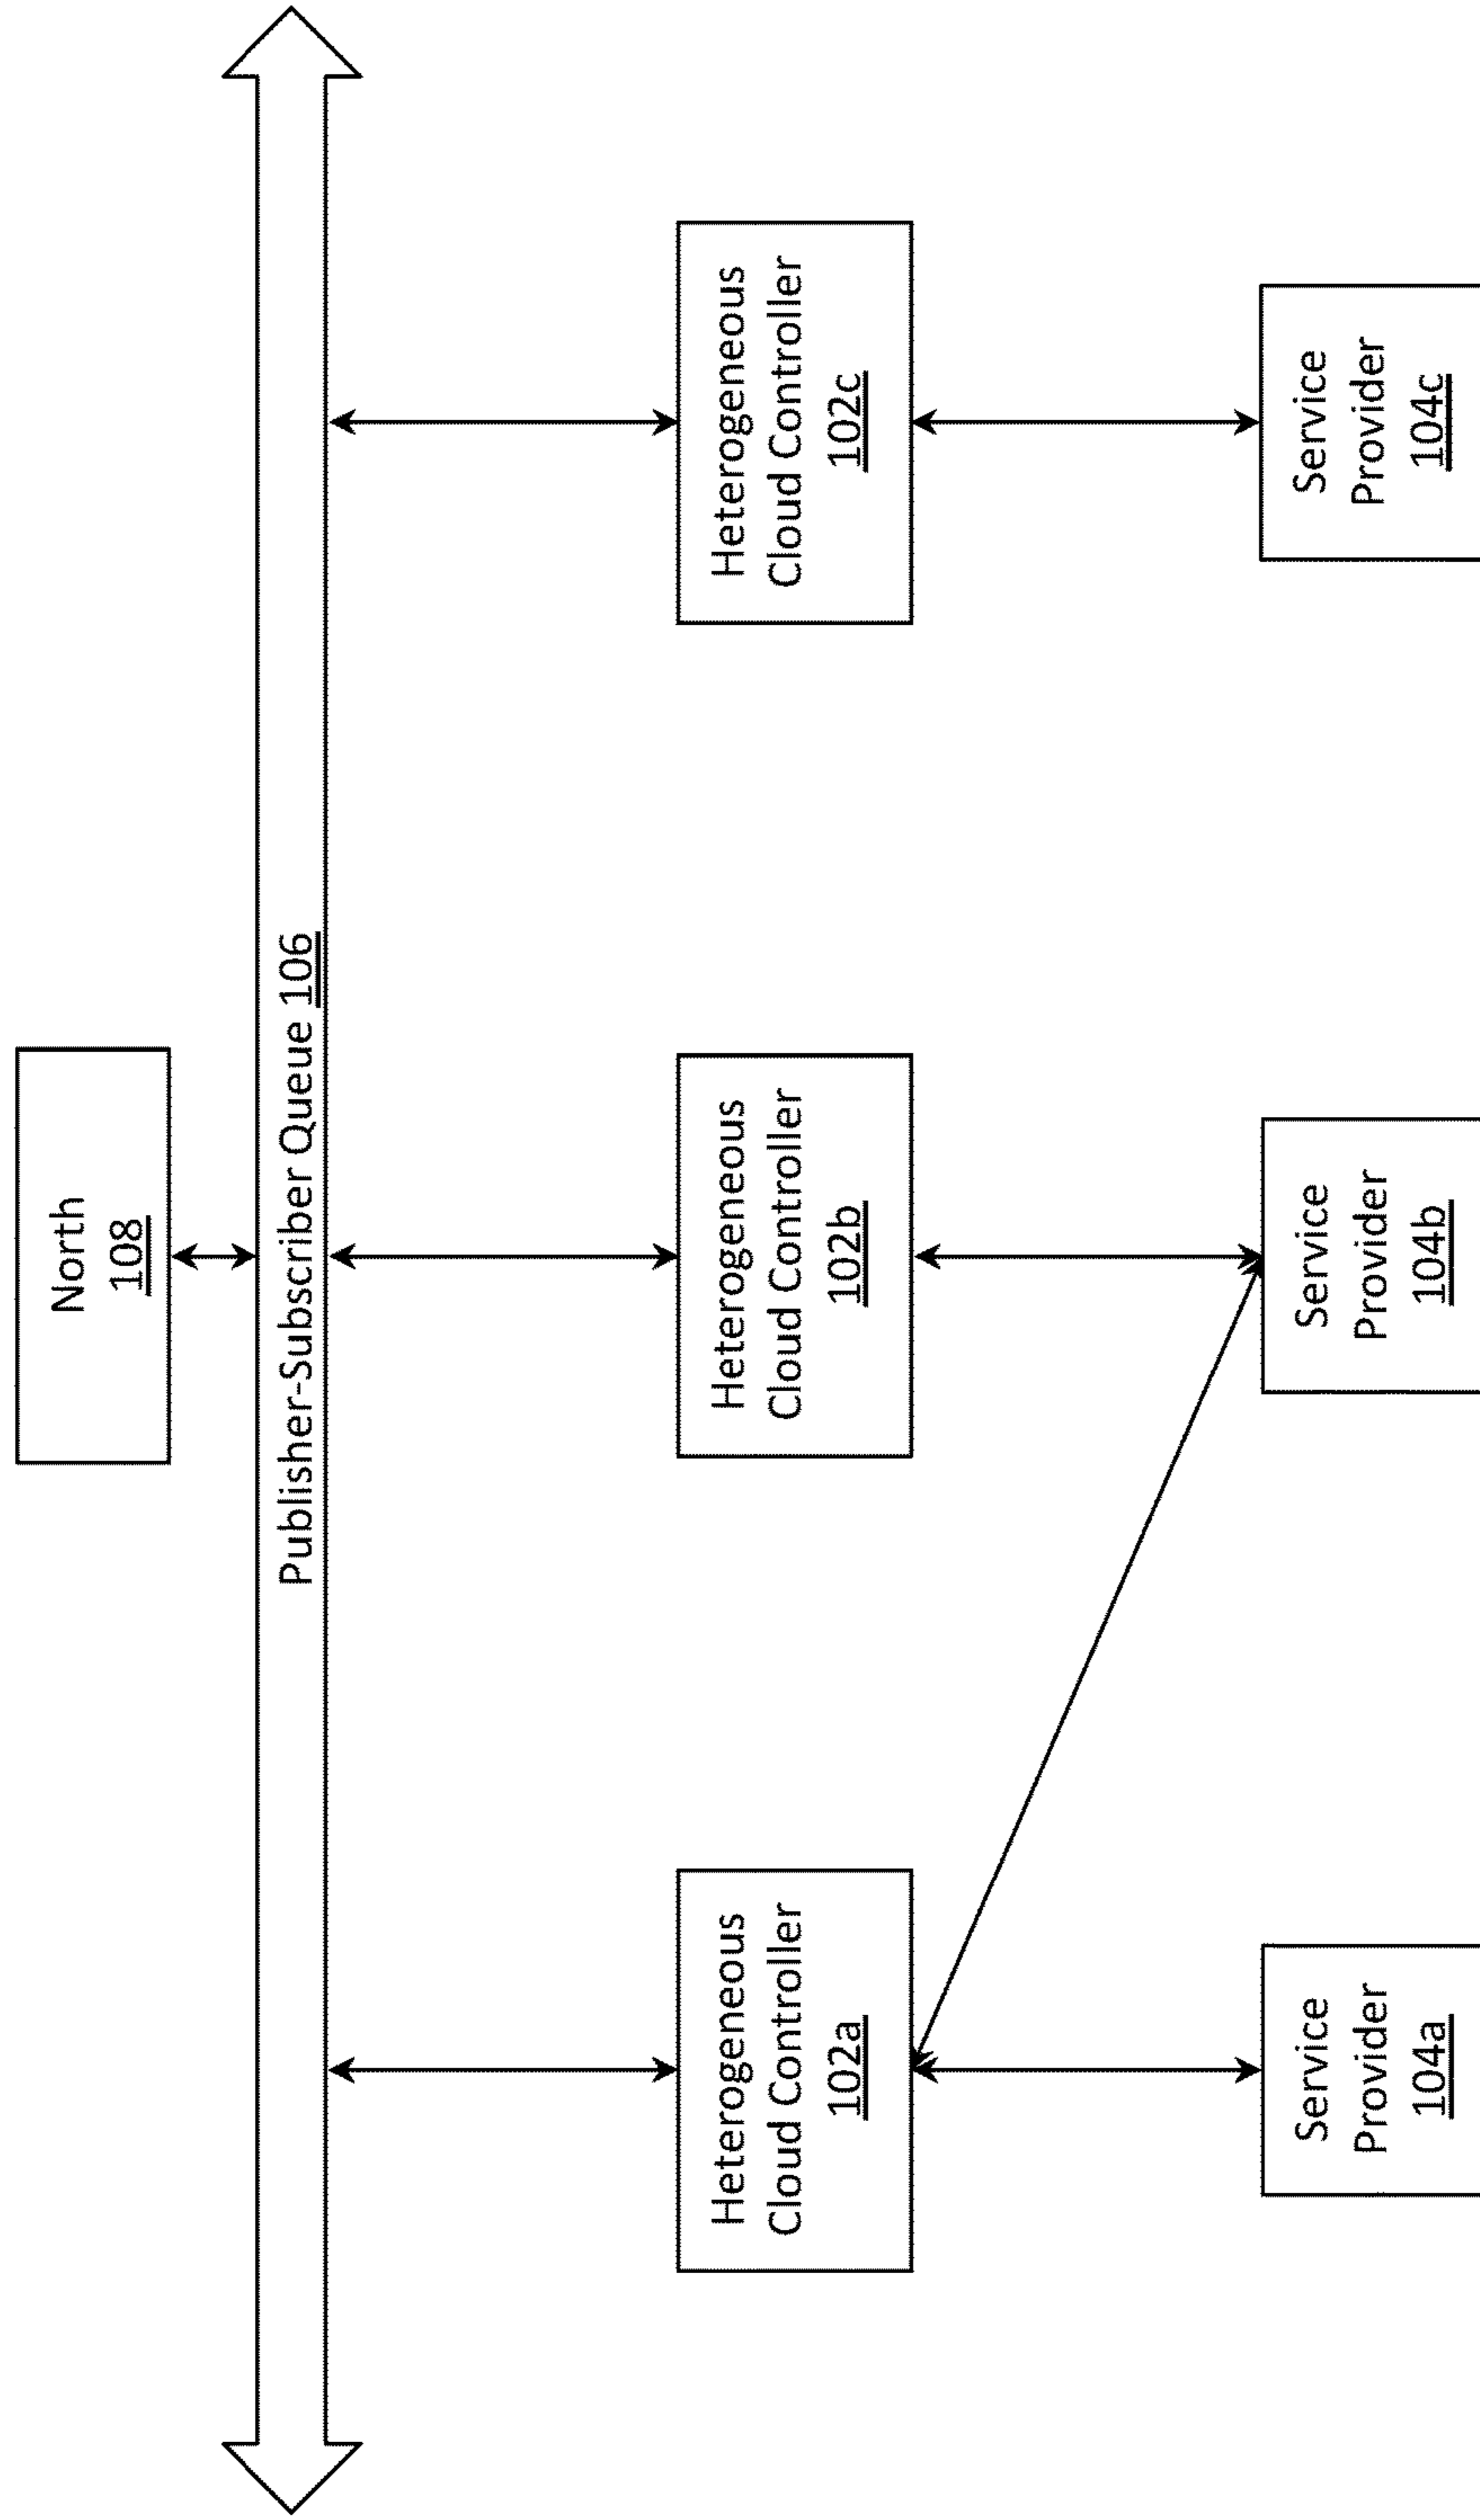 North
108
Publisher-Subscriber Queue 106
Heterogeneous
Cloud Controller
102a
Heterogeneous
Cloud Controller
102b
Heterogeneous
Cloud Controller
102c
Service
Provider
104a
Service
Provider
104b
Service
Provider
104c